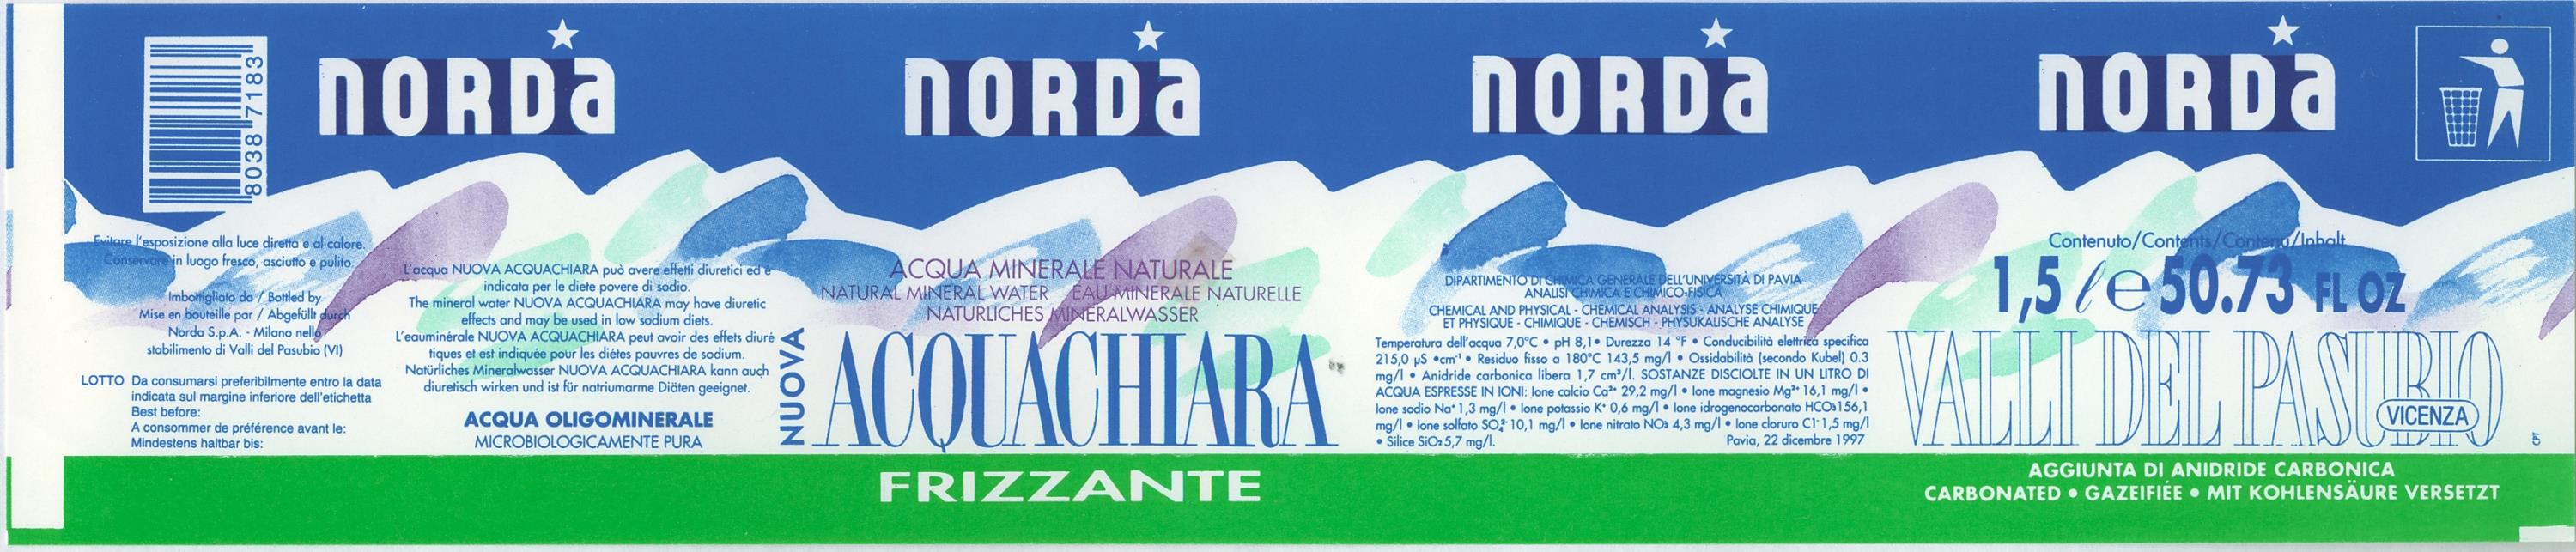 8038 7183
NORDa
NORDa
NORDa
NORDa
Evitare l'esposizione alla luce diretta e al calore.
Conservare in luogo fresco, asciutto e pulito.
Imbottigliato da / Bottled by
Mise en bouteille par / Abgefüllt durch
Norda S.p.A. - Milano nello
stabilimento di Valli del Pasubio (VI)
LOTTO Da consumarsi preferibilmente entro la data
indicata sul margine inferiore dell'etichetta
Best before:
A consommer de préférence avant le:
Mindestens haltbar bis:
L'acqua NUOVA ACQUACHIARA può avere effetti diuretici ed è
indicata per le diete povere di sodio.
The mineral water NUOVA ACQUACHIARA may have diuretic
effects and may be used in low sodium diets.
L'eauminérale NUOVA ACQUACHIARA peut avoir des effets diuré
tiques et est indiquée pour les diétes pauvres de sodium.
Natürliches Mineralwasser NUOVA ACQUACHIARA kann auch
diuretisch wirken und ist für natriumarme Diäten geeignet.
ACQUA OLIGOMINERALE
MICROBIOLOGICAMENTE PURA
ACQUA MINERALE NATURALE
NATURAL MINERAL WATER EAU MINERALE NATURELLE
NATURLICHES MINERALWASSER
NUOVA
ACQUACHIARA
FRIZZANTE
DIPARTIMENTO DI CHIMICA GENERALE DELL'UNIVERSITÀ DI PAVIA
ANALISI CHIMICA E CHIMICO-FISICA
CHEMICAL AND PHYSICAL - CHEMICAL ANALYSIS - ANALYSE CHIMIQUE
ET PHYSIQUE - CHIMIQUE - CHEMISCH - PHYSUKALISCHE ANALYSE
Temperatura dell'acqua 7,0°C • pH 8,1• Durezza 14 °F • Conducibilità elettrica specifica
215,0 µS •cm⁻¹ • Residuo fisso a 180°C 143,5 mg/l • Ossidabilità (secondo Kubel) 0.3
mg/l • Anidride carbonica libera 1,7 cm³/l. SOSTANZE DISCIOLTE IN UN LITRO DI
ACQUA ESPRESSE IN IONI: Ione calcio Ca²⁺ 29,2 mg/l • Ione magnesio Mg²⁺ 16,1 mg/l •
Ione sodio Na⁺ 1,3 mg/l • Ione potassio K⁺ 0,6 mg/l • Ione idrogenocarbonato HCO₃156,1
mg/l • Ione solfato SO₄²⁻ 10,1 mg/l • Ione nitrato NO₃ 4,3 mg/l • Ione cloruro Cl⁻ 1,5 mg/l
• Silice SiO₂ 5,7 mg/l. Pavia, 22 dicembre 1997
Contenuto/Contents/Contenu/Inhalt
1,5 ℓ e 50.73 FL OZ
VALLI DEL PASUBIO
VICENZA
AGGIUNTA DI ANIDRIDE CARBONICA
CARBONATED • GAZEIFIÉE • MIT KOHLENSÄURE VERSETZT